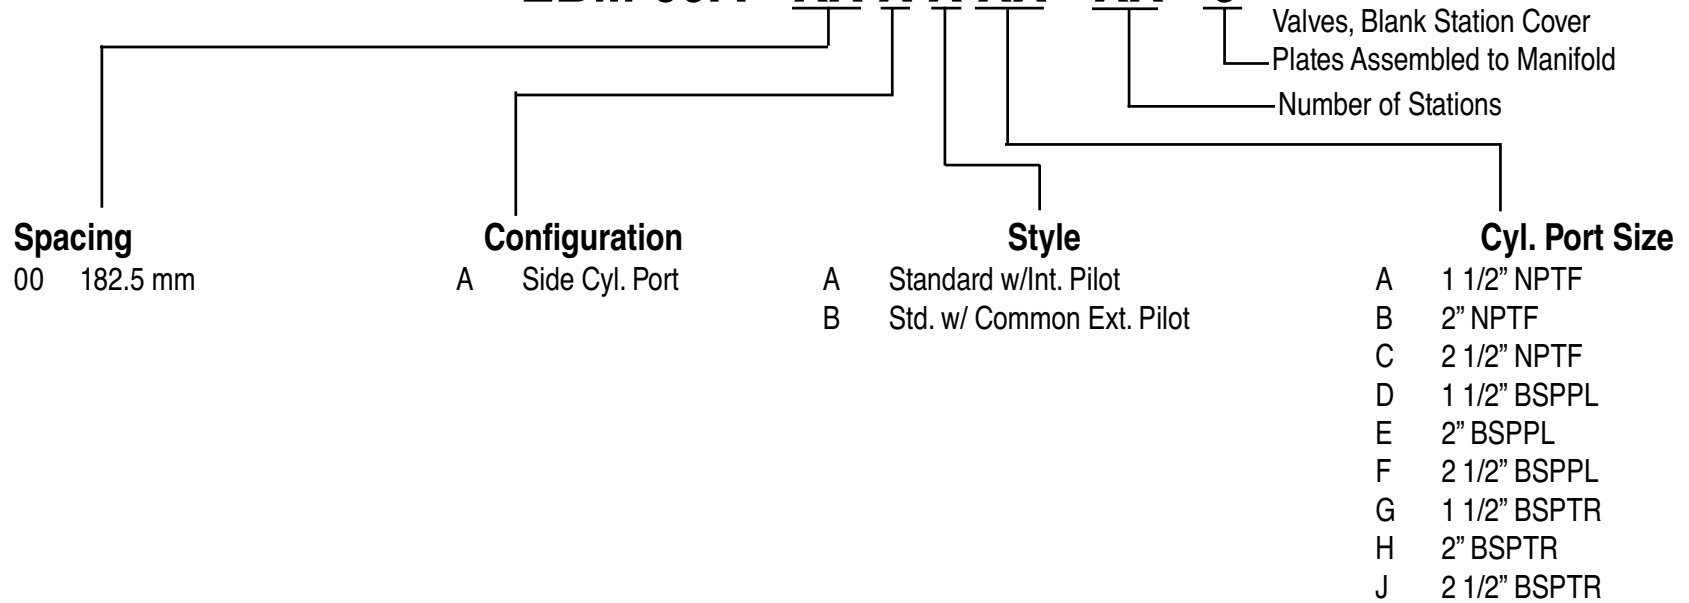 Valves, Blank Station Cover
Plates Assembled to Manifold
Number of Stations
Spacing
00 182.5 mm
Configuration
A Side Cyl. Port
Style
A Standard w/Int. Pilot
B Std. w/ Common Ext. Pilot
Cyl. Port Size
A 1 1/2” NPTF
B 2” NPTF
C 2 1/2” NPTF
D 1 1/2” BSPPL
E 2” BSPPL
F 2 1/2” BSPPL
G 1 1/2” BSPTR
H 2” BSPTR
J 2 1/2” BSPTR